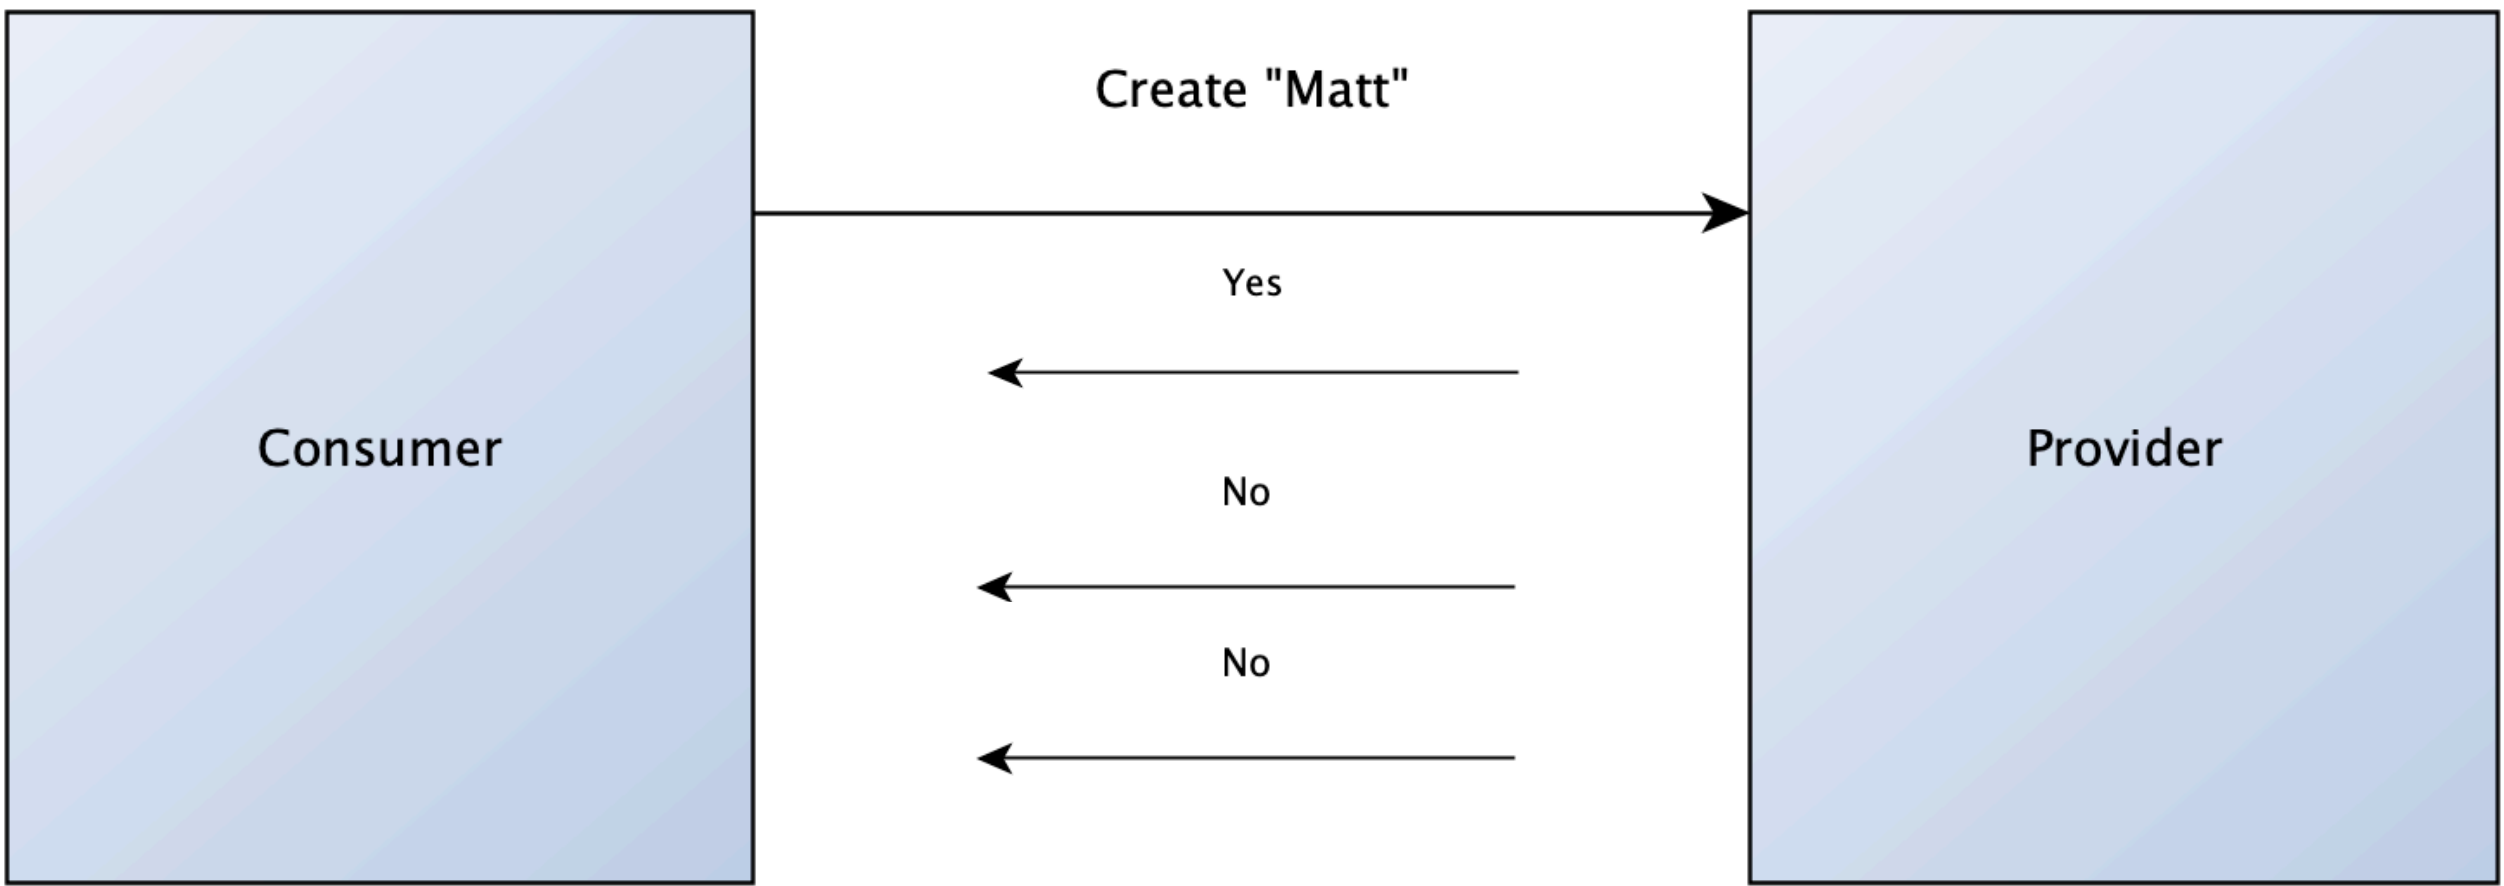 Create "Matt"
Yes
Consumer
Provider
No
No